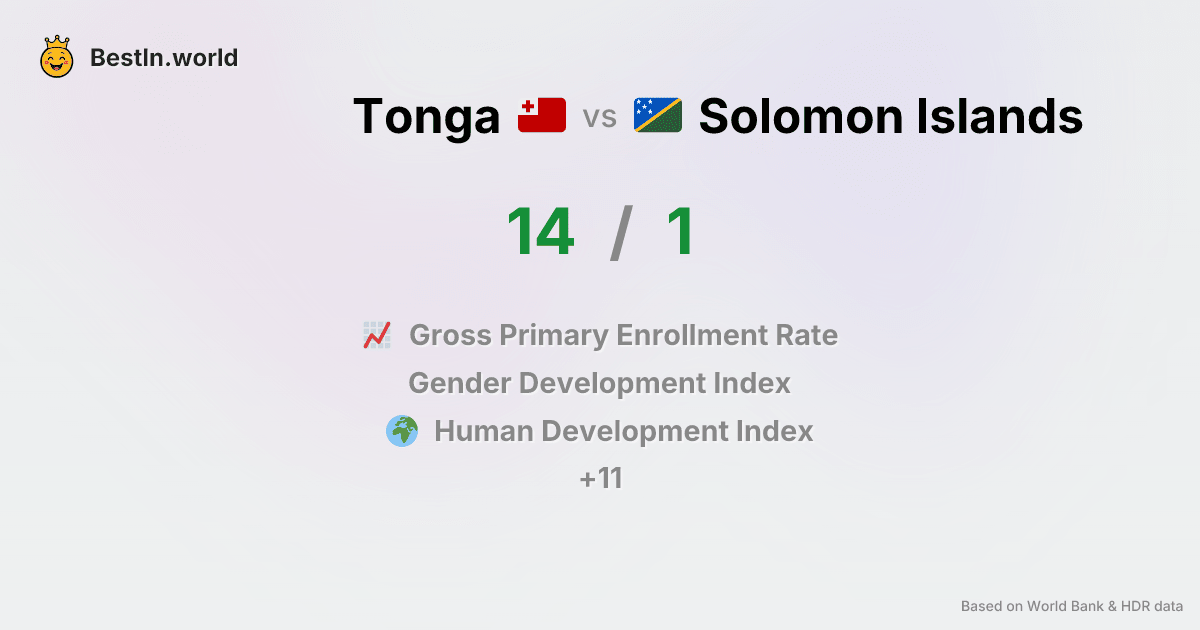 BestIn.world
Tonga vs Solomon Islands
14 / 1
Gross Primary Enrollment Rate
Gender Development Index
Human Development Index
+11
Based on World Bank & HDR data